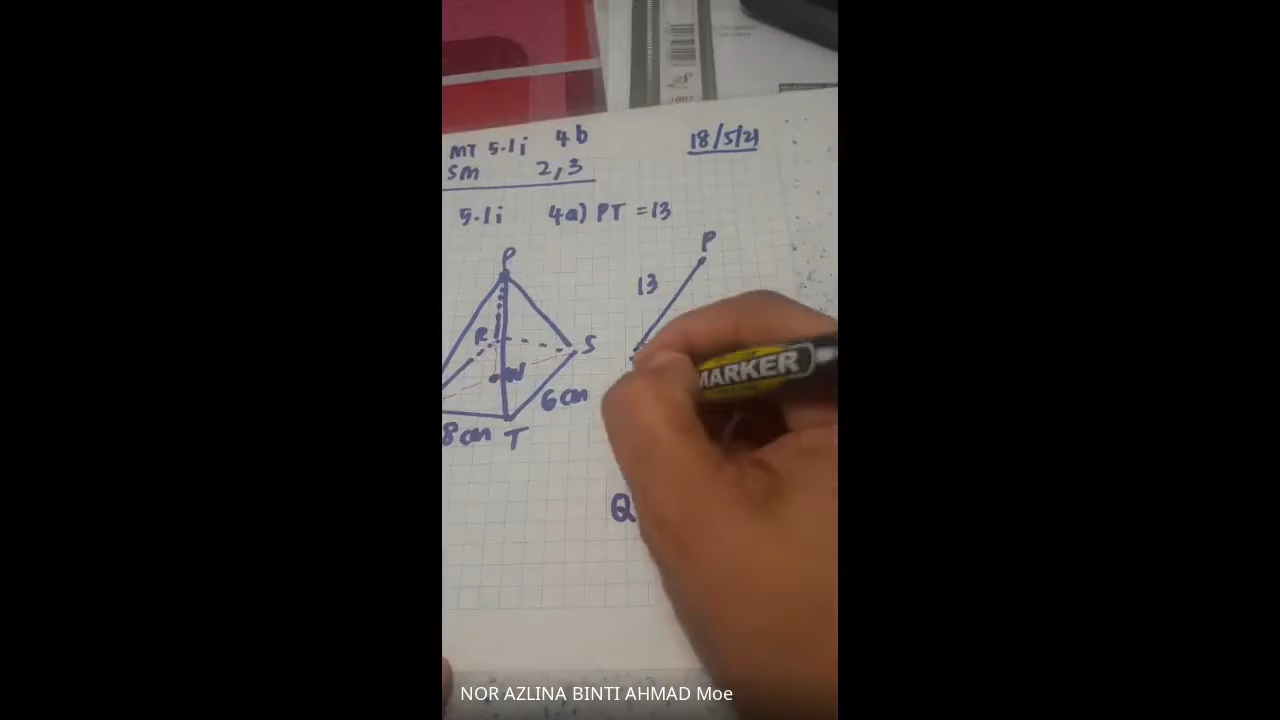 MT 5.1i 4b
SM 2,3
18/5/21
5.1i 4a) PT = 13
P
P
13
R
S
W
6cm
8cm T
Q
MARKER
NOR AZLINA BINTI AHMAD Moe